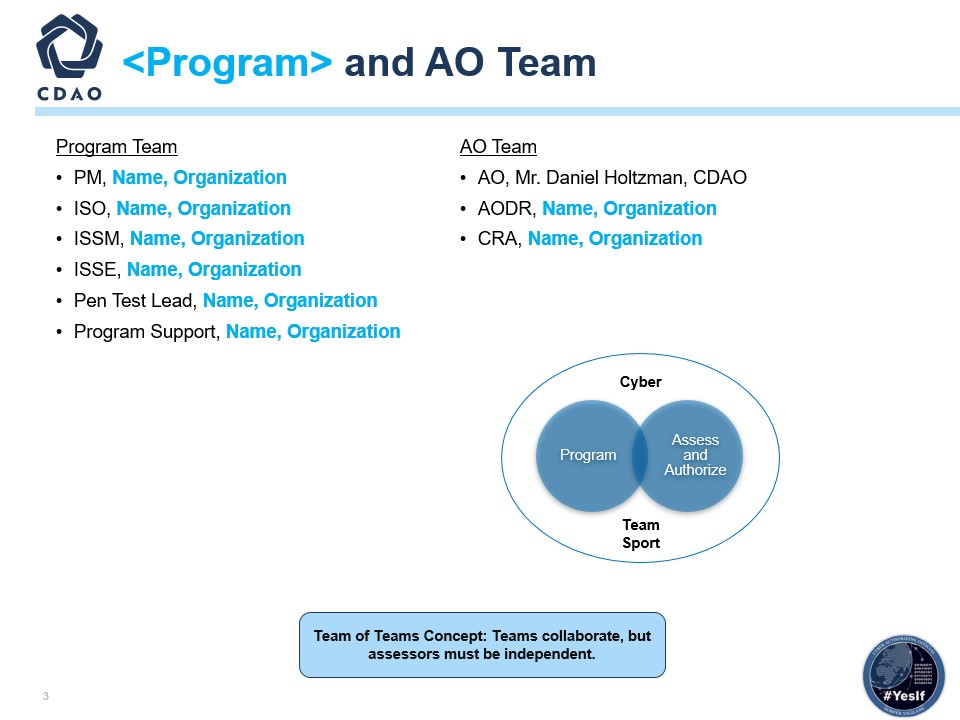 CDAO
<Program> and AO Team
Program Team
• PM, Name, Organization
• ISO, Name, Organization
• ISSM, Name, Organization
• ISSE, Name, Organization
• Pen Test Lead, Name, Organization
• Program Support, Name, Organization
AO Team
• AO, Mr. Daniel Holtzman, CDAO
• AODR, Name, Organization
• CRA, Name, Organization
Cyber
Program
Assess
and
Authorize
Team
Sport
Team of Teams Concept: Teams collaborate, but
assessors must be independent.
3
#YesIf